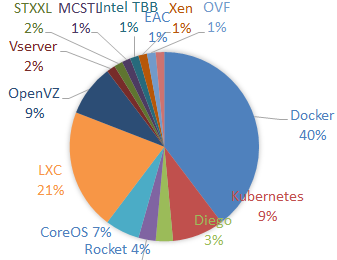 STXXL
2%
MCSTL
1%
Intel TBB
1%
EAC
1%
Xen
1%
OVF
1%
Vserver
2%
OpenVZ
9%
Docker
40%
LXC
21%
Kubernetes
9%
Diego
3%
CoreOS 7%
Rocket 4%